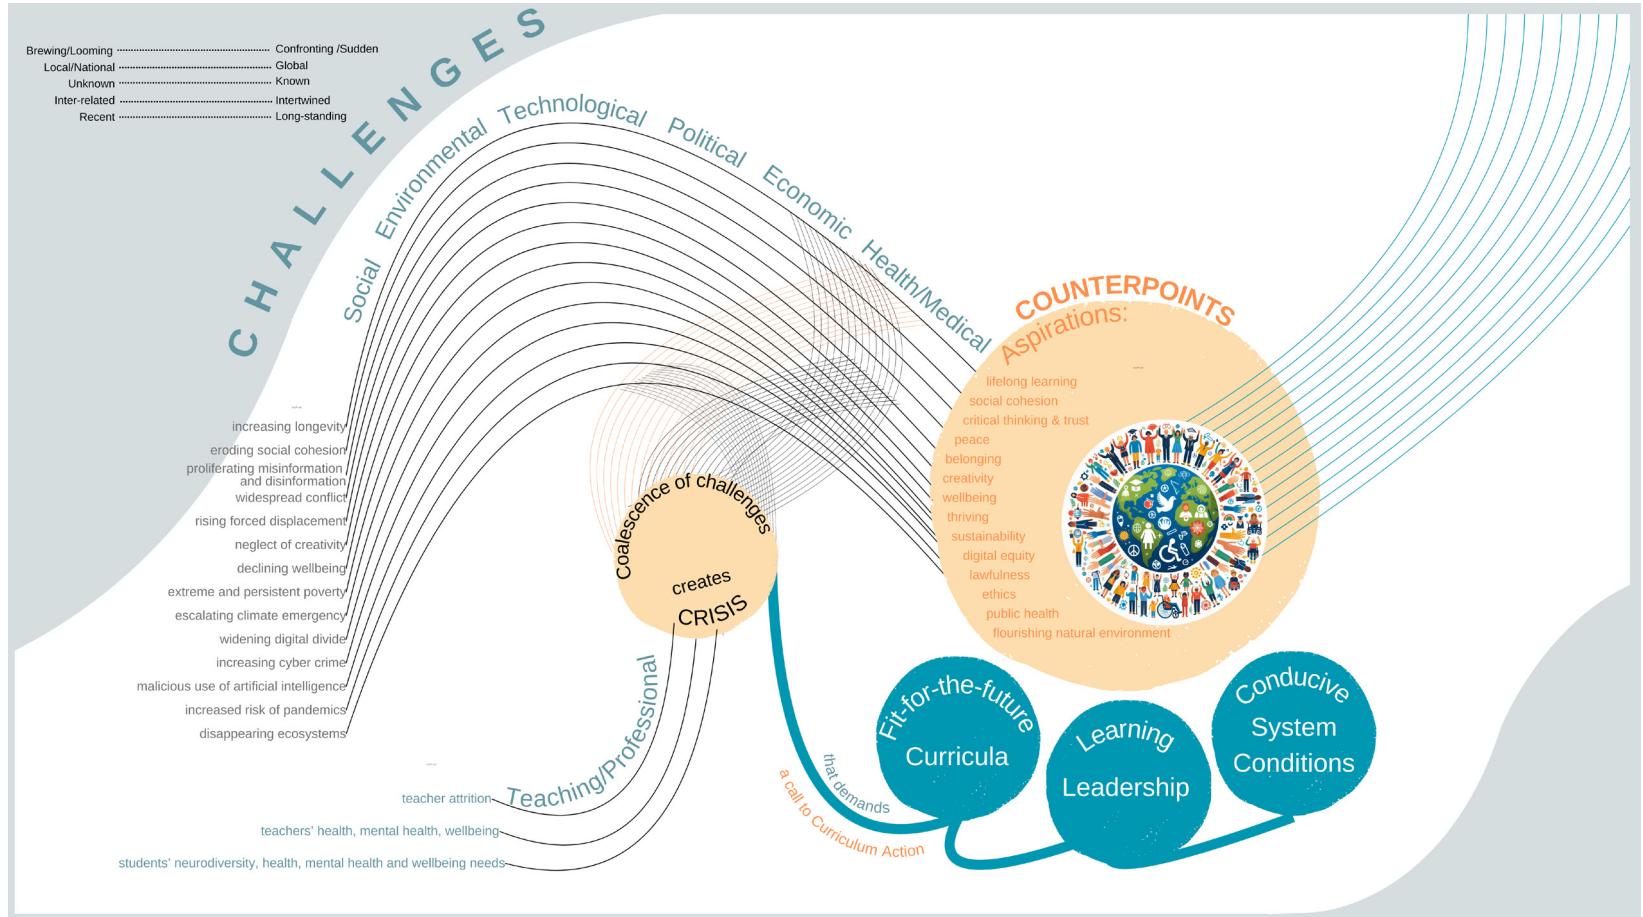 CHALLENGES
Brewing/Looming Confronting /Sudden
Local/National Global
Unknown Known
Inter-related Intertwined
Recent Long-standing
Social Environmental Technological Political Economic Health/Medical
increasing longevity
eroding social cohesion
proliferating misinformation
and disinformation
widespread conflict
rising forced displacement
neglect of creativity
declining wellbeing
extreme and persistent poverty
escalating climate emergency
widening digital divide
increasing cyber crime
malicious use of artificial intelligence
increased risk of pandemics
disappearing ecosystems
Coalescence of challenges
creates
CRISIS
Teaching/Professional
teacher attrition
teachers' health, mental health, wellbeing
students' neurodiversity, health, mental health and wellbeing needs
COUNTERPOINTS
Aspirations:
lifelong learning
social cohesion
critical thinking & trust
peace
belonging
creativity
wellbeing
thriving
sustainability
digital equity
lawfulness
ethics
public health
flourishing natural environment
that demands
a call to Curriculum Action
Fit-for-the-future
Curricula
Learning
Leadership
Conducive
System
Conditions